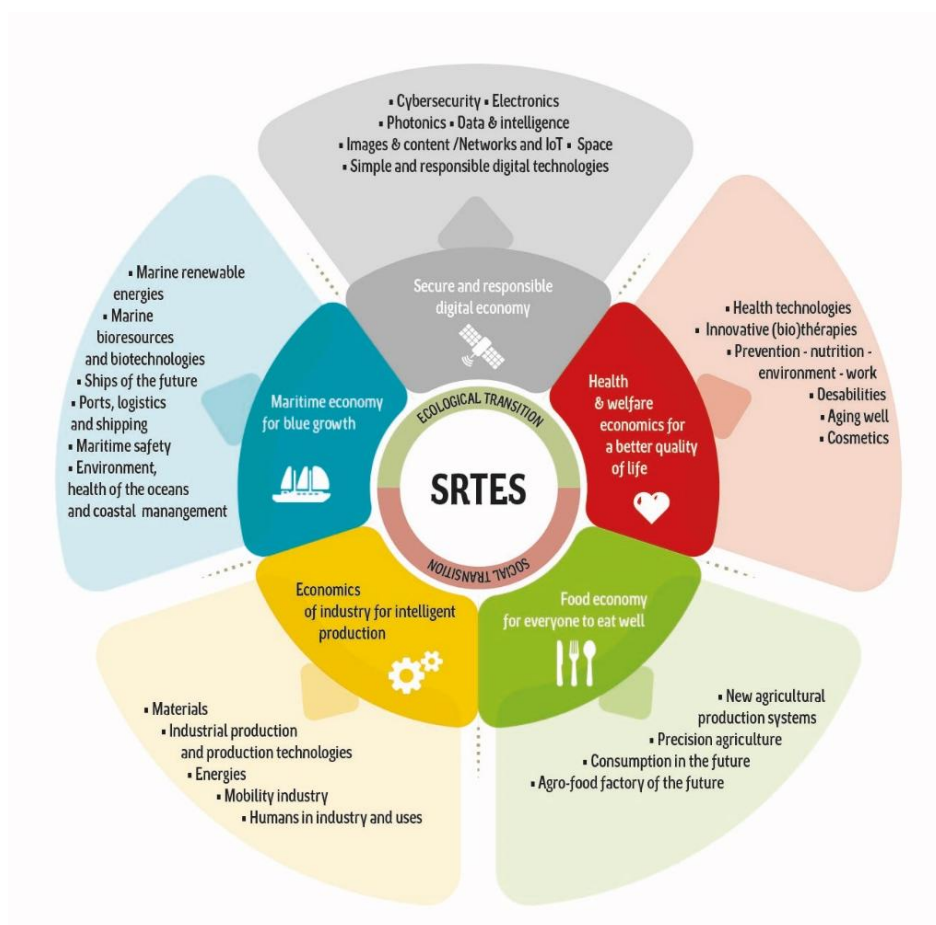 ▪ Cybersecurity ▪ Electronics
▪ Photonics ▪ Data & intelligence
▪ Images & content /Networks and IoT ▪ Space
▪ Simple and responsible digital technologies
Secure and responsible
digital economy
▪ Marine renewable
energies
▪ Marine
bioresources
and biotechnologies
▪ Ships of the future
▪ Ports, logistics
and shipping
▪ Maritime safety
▪ Environment,
health of the oceans
and coastal manangement
Maritime economy
for blue growth
Health
& welfare
economics for
a better quality
of life
▪ Health technologies
▪ Innovative (bio)thérapies
▪ Prevention - nutrition -
environment - work
▪ Desabilities
▪ Aging well
▪ Cosmetics
ECOLOGICAL TRANSITION
SRTES
SOCIAL TRANSITION
Economics
of industry for intelligent
production
Food economy
for everyone to eat well
▪ Materials
▪ Industrial production
and production technologies
▪ Energies
▪ Mobility industry
▪ Humans in industry and uses
▪ New agricultural
production systems
▪ Precision agriculture
▪ Consumption in the future
▪ Agro-food factory of the future